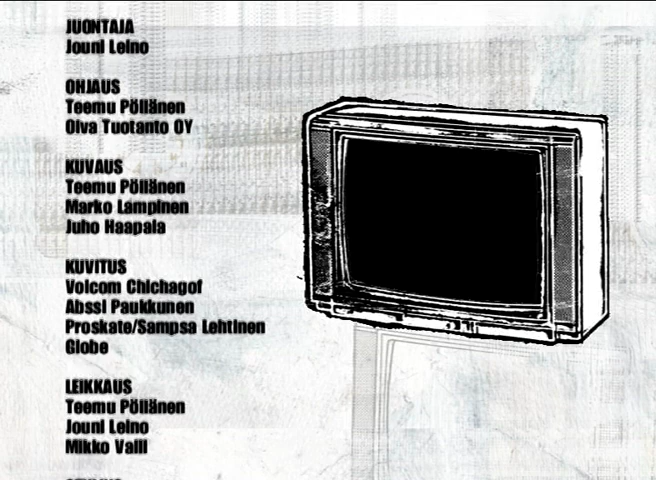 JUONTAJA
Jouni Leino
OHJAUS
Teemu Pöllänen
Oiva Tuotanto OY
KUVAUS
Teemu Pöllänen
Marko Lampinen
Juho Haapala
KUVITUS
Volcom Chichagof
Abssi Paukkunen
Proskate/Sampsa Lehtinen
Globe
LEIKKAUS
Teemu Pöllänen
Jouni Leino
Mikko Valli